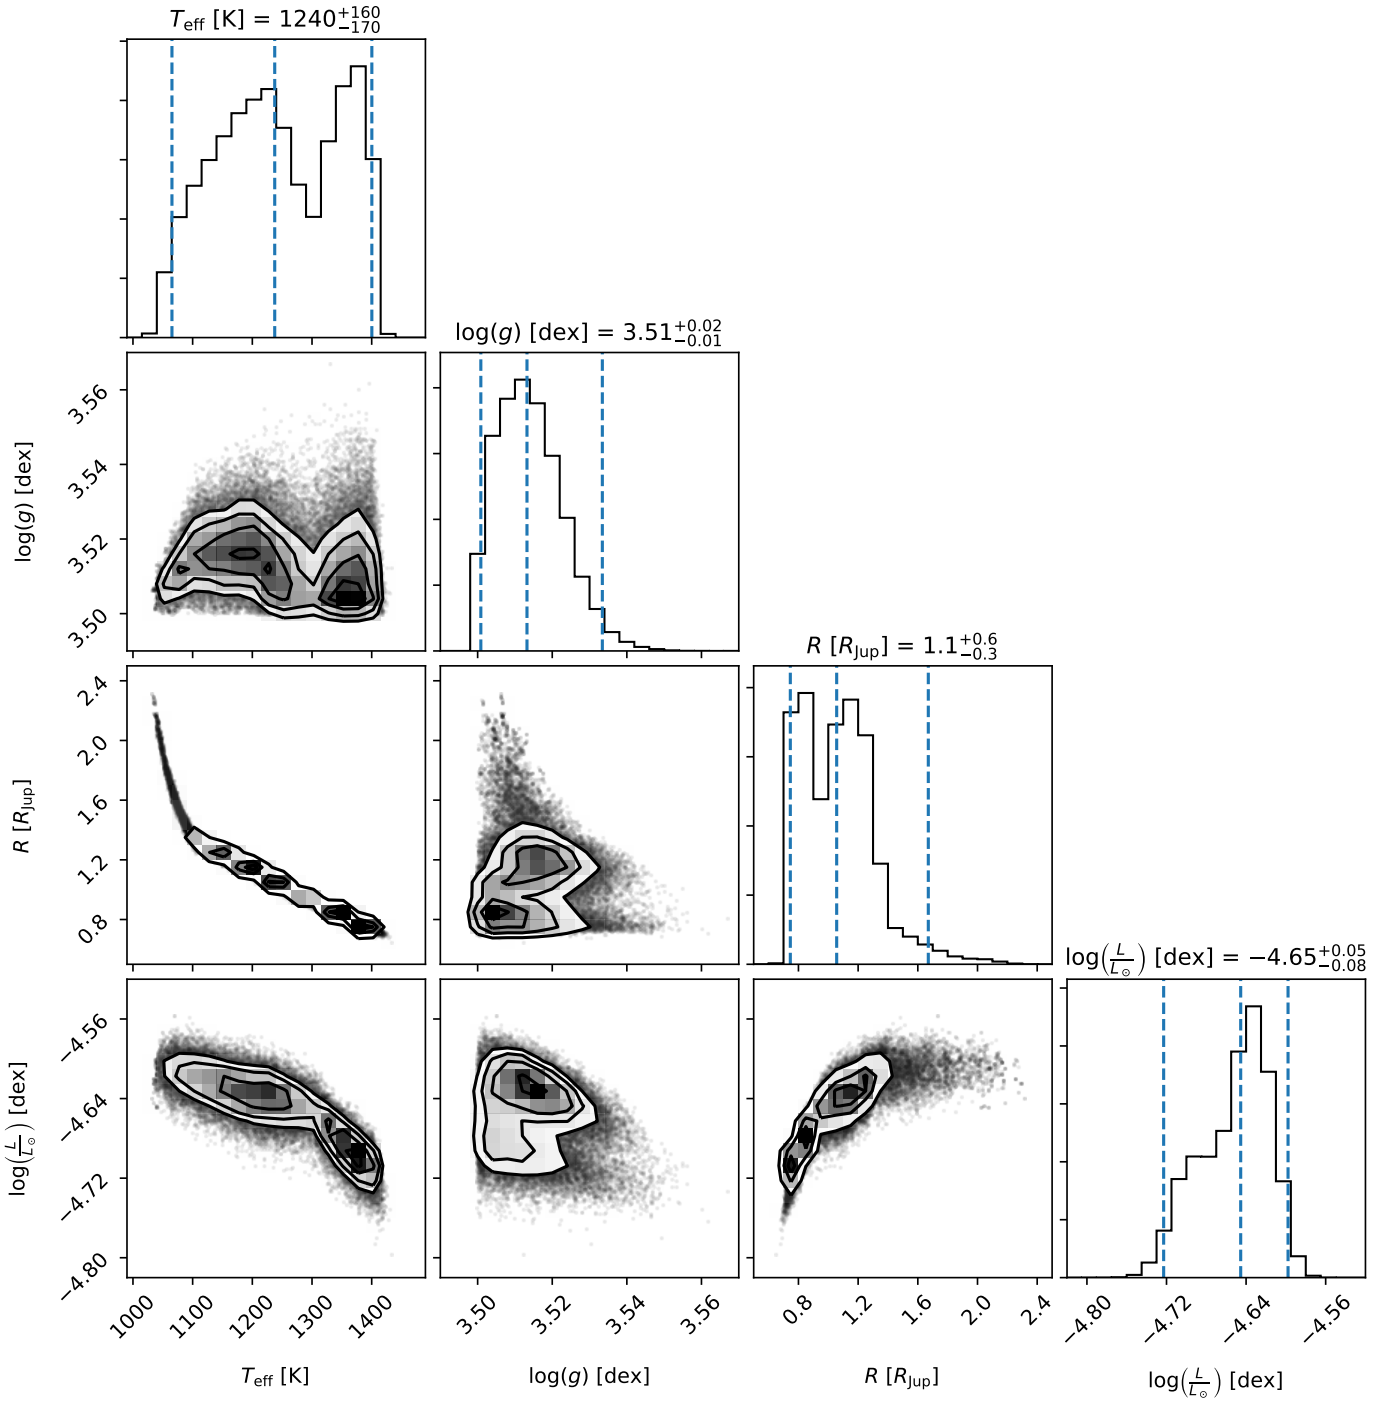 T_eff [K] = 1240^{+160}_{−170}
log(g) [dex] = 3.51^{+0.02}_{−0.01}
3.56
3.54
3.52
3.50
log(g) [dex]
R [R_Jup] = 1.1^{+0.6}_{−0.3}
2.4
2.0
1.6
1.2
0.8
R [R_Jup]
log(L/L_⊙) [dex] = −4.65^{+0.05}_{−0.08}
−4.56
−4.64
−4.72
−4.80
log(L/L_⊙) [dex]
1000 1100 1200 1300 1400
3.50 3.52 3.54 3.56
0.8 1.2 1.6 2.0 2.4
−4.80 −4.72 −4.64 −4.56
T_eff [K]
log(g) [dex]
R [R_Jup]
log(L/L_⊙) [dex]